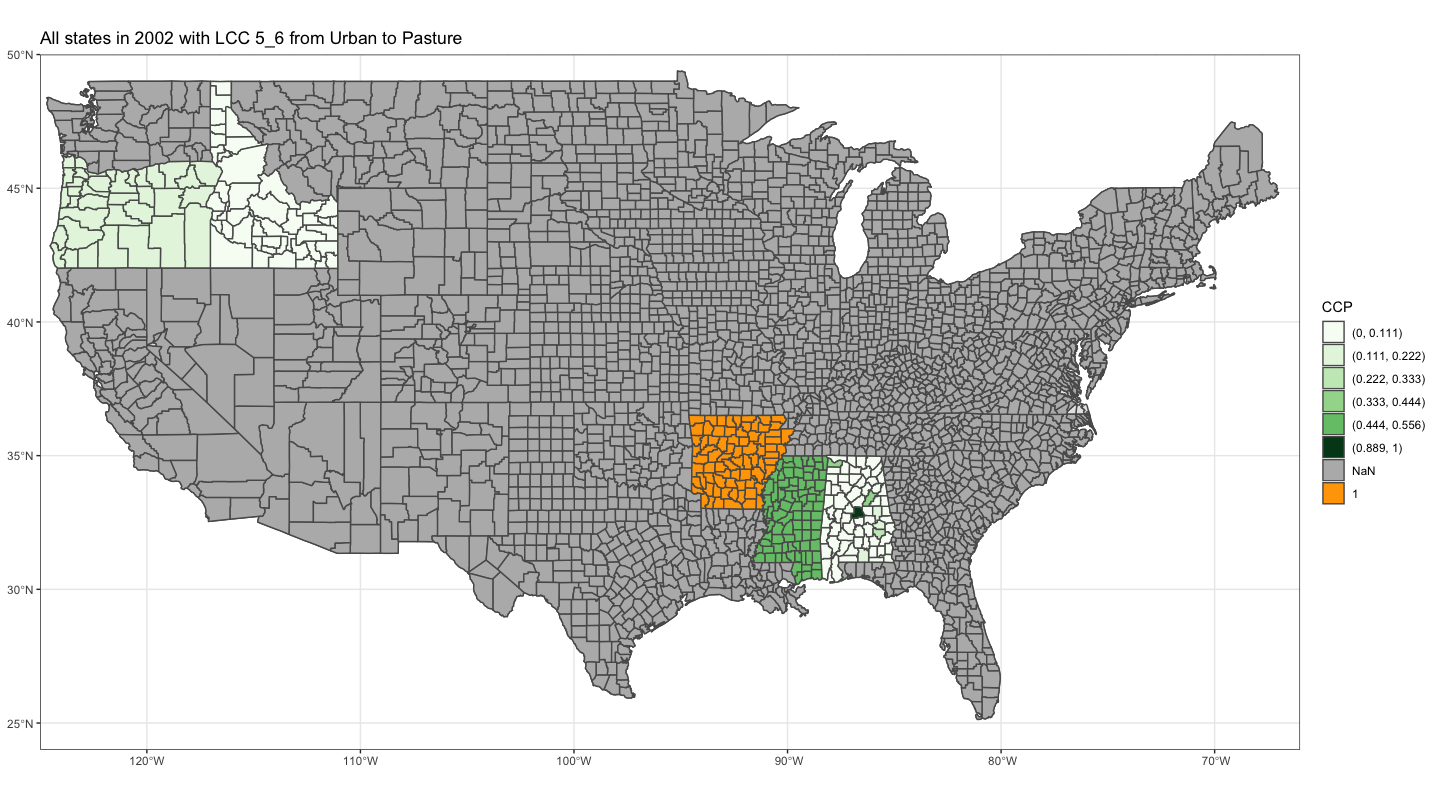 All states in 2002 with LCC 5_6 from Urban to Pasture
50°N
45°N
40°N
35°N
30°N
25°N
120°W
110°W
100°W
90°W
80°W
70°W
CCP
(0, 0.111)
(0.111, 0.222)
(0.222, 0.333)
(0.333, 0.444)
(0.444, 0.556)
(0.889, 1)
NaN
1